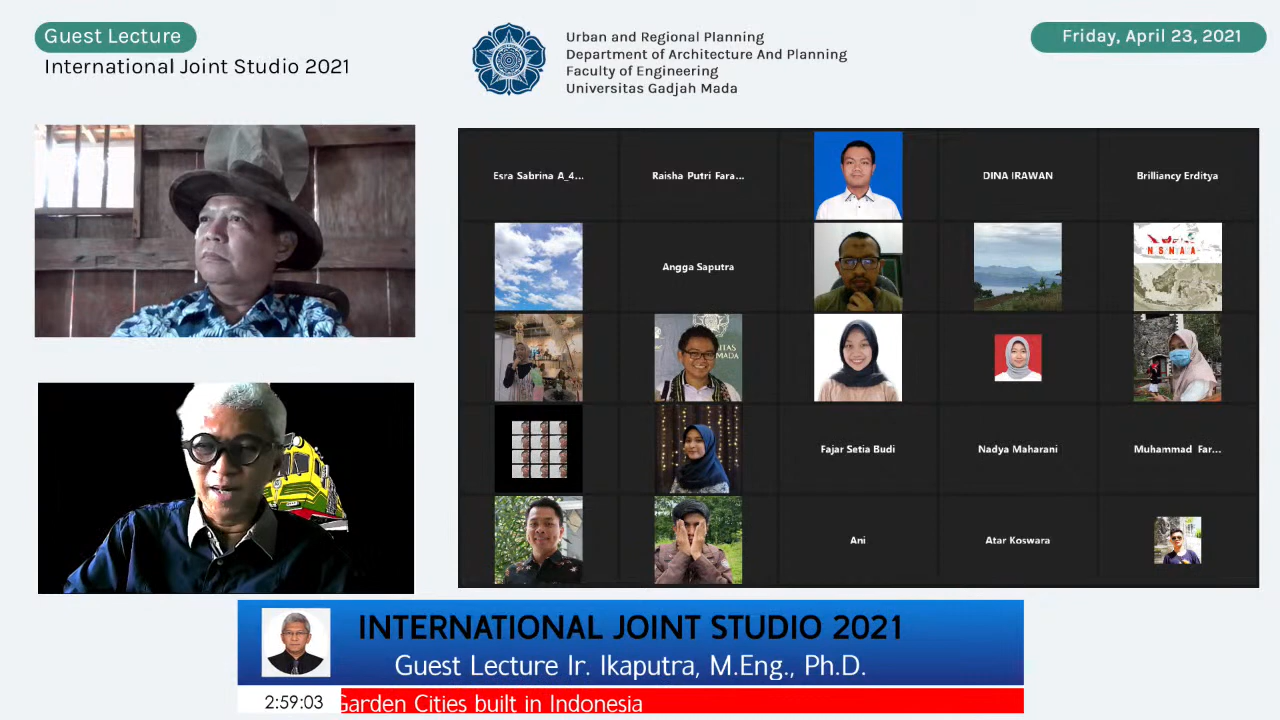 Guest Lecture
International Joint Studio 2021
Urban and Regional Planning
Department of Architecture And Planning
Faculty of Engineering
Universitas Gadjah Mada
Friday, April 23, 2021
Esra Sabrina A_4...
Raisha Putri Fara...
DINA IRAWAN
Brilliancy Erditya
Angga Saputra
Fajar Setia Budi
Nadya Maharani
Muhammad Far...
Ani
Atar Koswara
INTERNATIONAL JOINT STUDIO 2021
Guest Lecture Ir. Ikaputra, M.Eng., Ph.D.
2:59:03
Garden Cities built in Indonesia